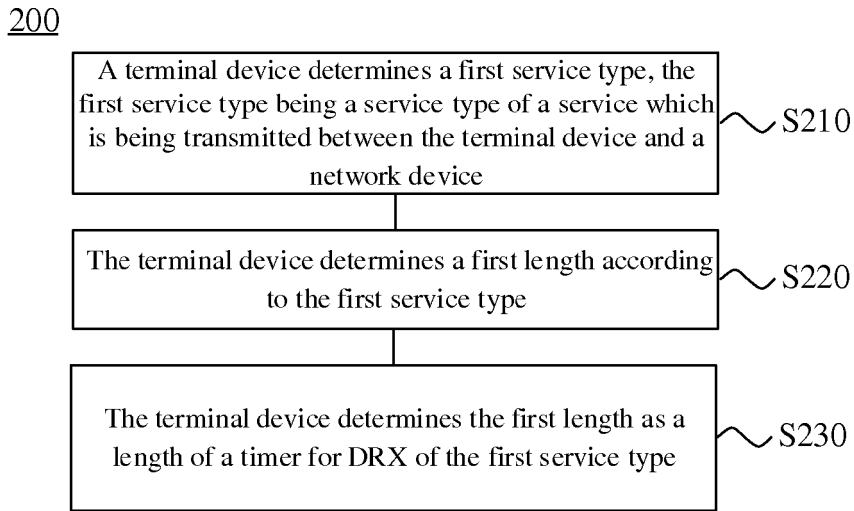 200
A terminal device determines a first service type, the
first service type being a service type of a service which
is being transmitted between the terminal device and a
network device
S210
The terminal device determines a first length according
to the first service type
S220
The terminal device determines the first length as a
length of a timer for DRX of the first service type
S230